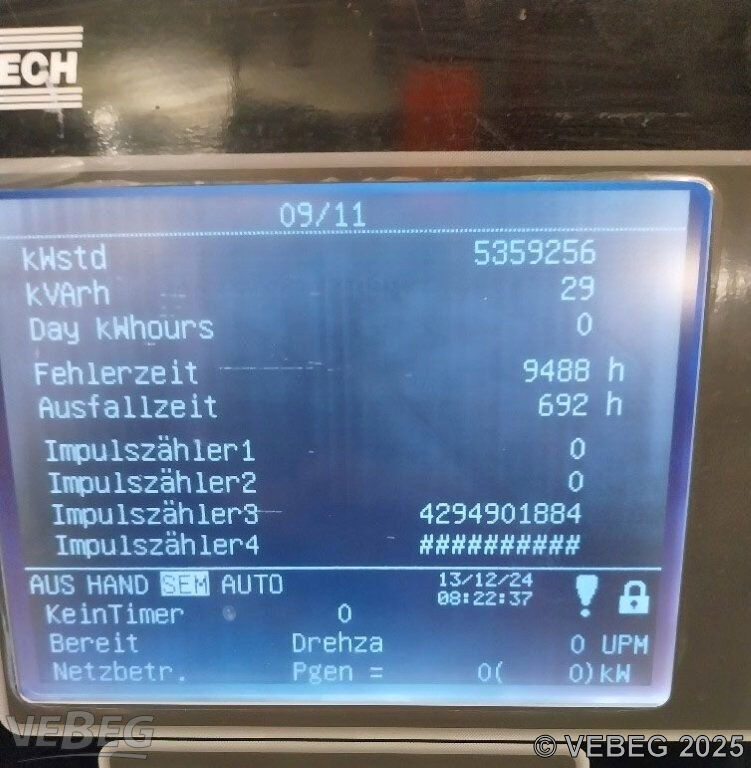 ECH
09/11
kWstd 5359256
kVArh 29
Day kWhours 0
Fehlerzeit 9488 h
Ausfallzeit 692 h
Impulszähler1 0
Impulszähler2 0
Impulszähler3 4294901884
Impulszähler4 ##########
AUS HAND SEM AUTO 13/12/24
08:22:37
KeinTimer 0
Bereit Drehza 0 UPM
Netzbetr. Pgen = 0( 0)kW
VEBEG
© VEBEG 2025